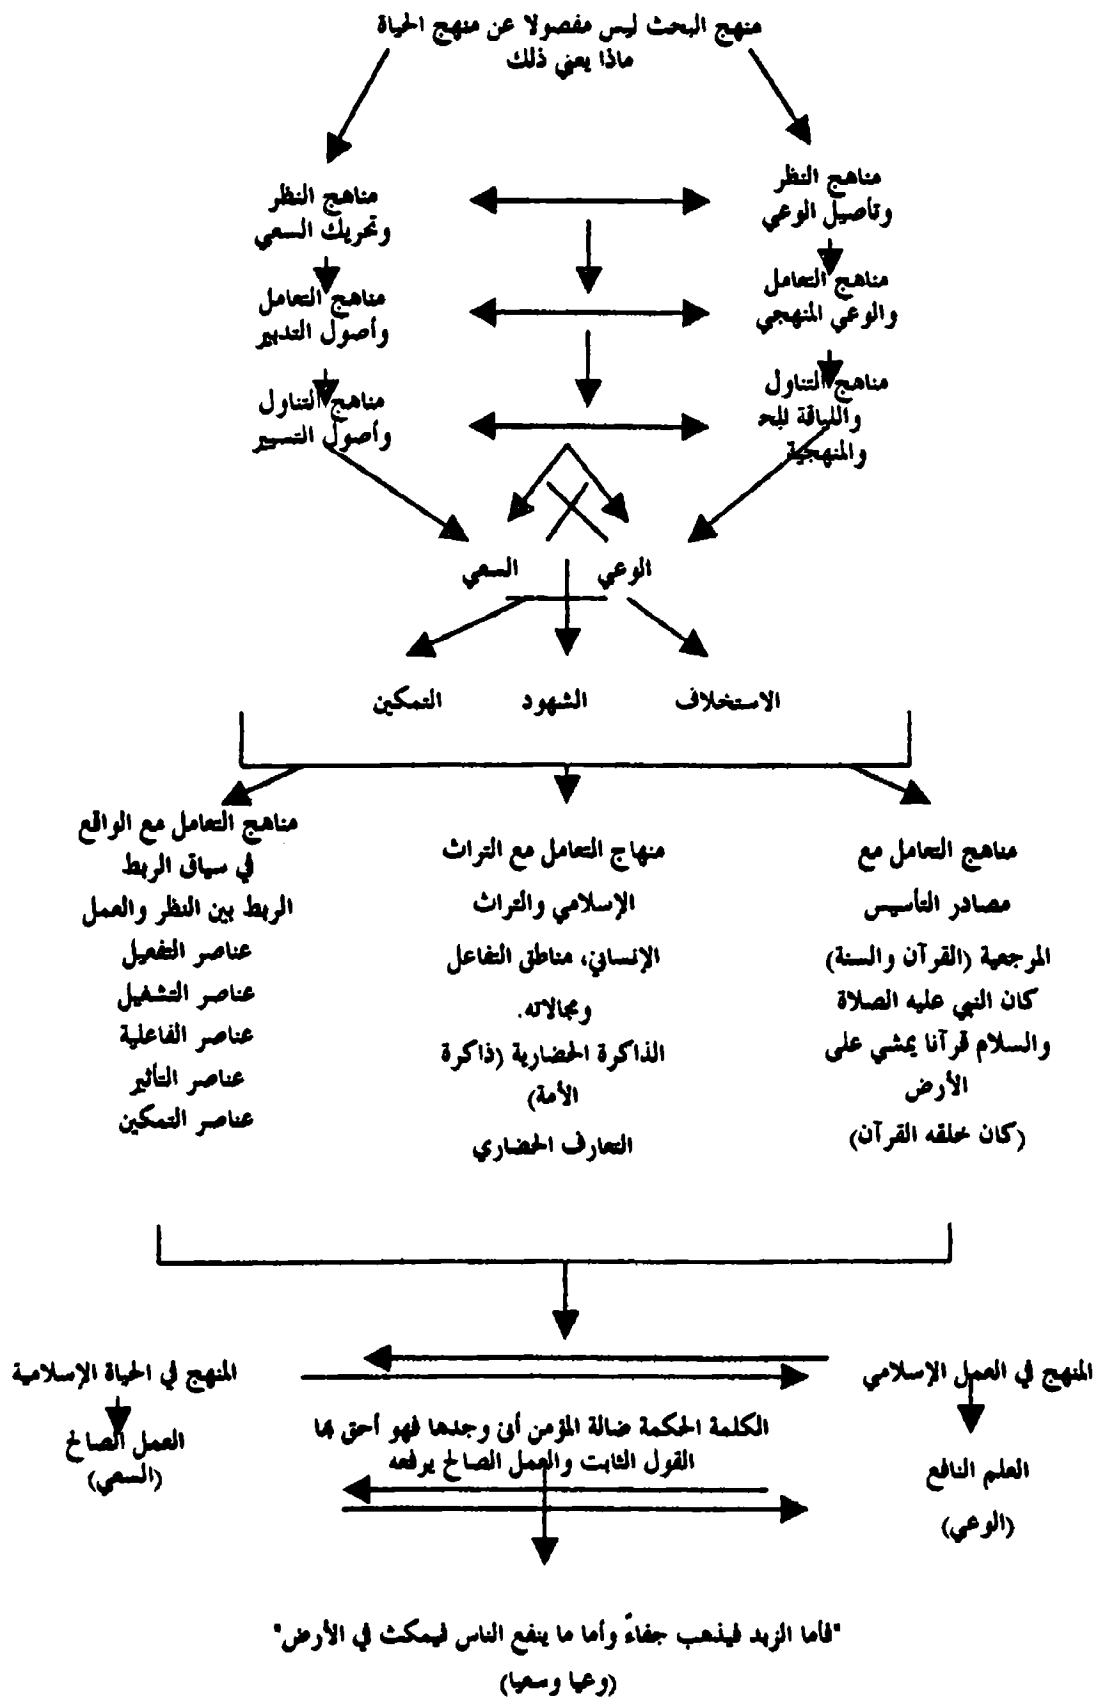 منهج البحث ليس مفصولا عن منهج الحياة
ماذا يعني ذلك
مناهج النظر
وتأصيل الوعي
مناهج النظر
وتحريك السعي
مناهج التعامل
والوعي المنهجي
مناهج التعامل
وأصول التدبير
مناهج التناول
واللياقة للبحـ
والمنهجية
مناهج التناول
وأصول التسيير
الوعي
السعي
الاستخلاف
الشهود
التمكين
مناهج التعامل مع
مصادر التأسيس
المرجعية (القرآن والسنة)
كان النبي عليه الصلاة
والسلام قرآنا يمشي على
الأرض
(كان خلقه القرآن)
منهاج التعامل مع التراث
الإسلامي والتراث
الإنساني، مناطق التفاعل
ومجالاته.
الذاكرة الحضارية (ذاكرة
الأمة)
التعارف الحضاري
مناهج التعامل مع الواقع
في سياق الربط
الربط بين النظر والعمل
عناصر التفعيل
عناصر التشغيل
عناصر الفاعلية
عناصر التأثير
عناصر التمكين
المنهج في العمل الإسلامي
المنهج في الحياة الإسلامية
العلم النافع
(الوعي)
الكلمة الحكمة ضالة المؤمن أنى وجدها فهو أحق بها
القول الثابت والعمل الصالح يرفعه
العمل الصالح
(السعي)
"فأما الزبد فيذهب جفاءً وأما ما ينفع الناس فيمكث في الأرض"
(وعيا وسعيا)